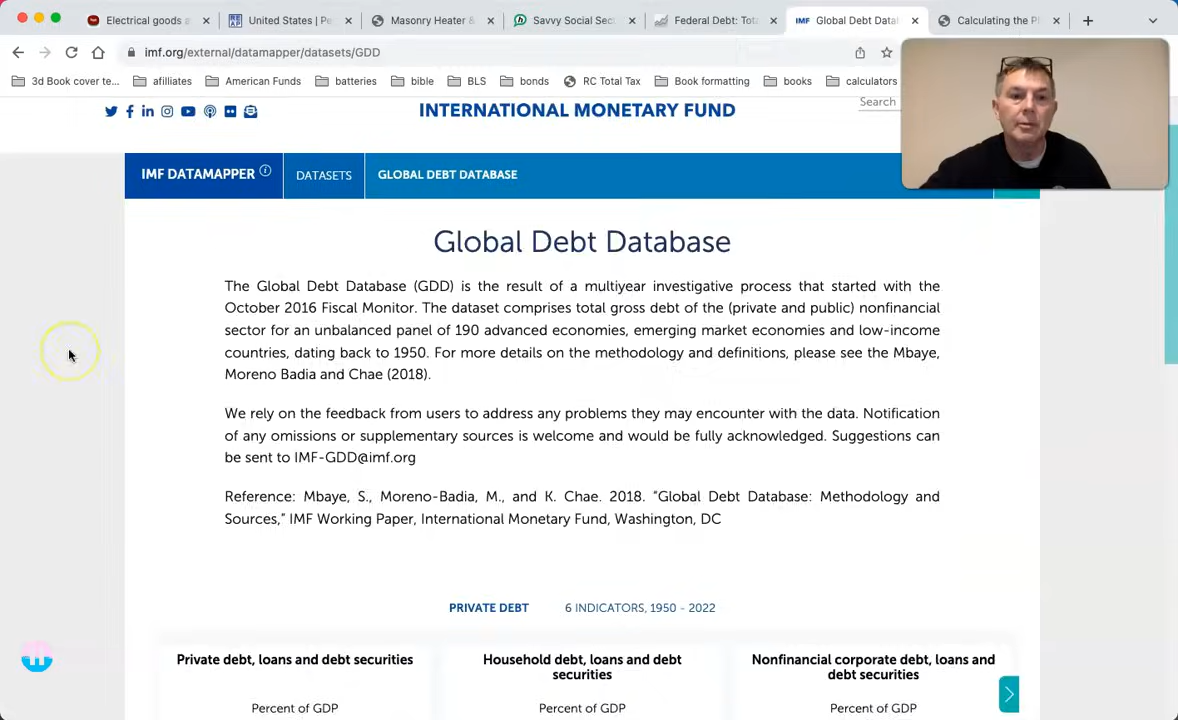 Electrical goods a
United States | Pe
Masonry Heater &
Savvy Social Sec
Federal Debt: Tota
IMF Global Debt Datab
Calculating the P
imf.org/external/datamapper/datasets/GDD
3d Book cover te...
afiiliates
American Funds
batteries
bible
BLS
bonds
RC Total Tax
Book formatting
books
calculators
INTERNATIONAL MONETARY FUND
Search
IMF DATAMAPPER
DATASETS
GLOBAL DEBT DATABASE
Global Debt Database
The Global Debt Database (GDD) is the result of a multiyear investigative process that started with the
October 2016 Fiscal Monitor. The dataset comprises total gross debt of the (private and public) nonfinancial
sector for an unbalanced panel of 190 advanced economies, emerging market economies and low-income
countries, dating back to 1950. For more details on the methodology and definitions, please see the Mbaye,
Moreno Badia and Chae (2018).
We rely on the feedback from users to address any problems they may encounter with the data. Notification
of any omissions or supplementary sources is welcome and would be fully acknowledged. Suggestions can
be sent to IMF-GDD@imf.org
Reference: Mbaye, S., Moreno-Badia, M., and K. Chae. 2018. “Global Debt Database: Methodology and
Sources,” IMF Working Paper, International Monetary Fund, Washington, DC
PRIVATE DEBT
6 INDICATORS, 1950 - 2022
Private debt, loans and debt securities
Percent of GDP
Household debt, loans and debt
securities
Percent of GDP
Nonfinancial corporate debt, loans and
debt securities
Percent of GDP